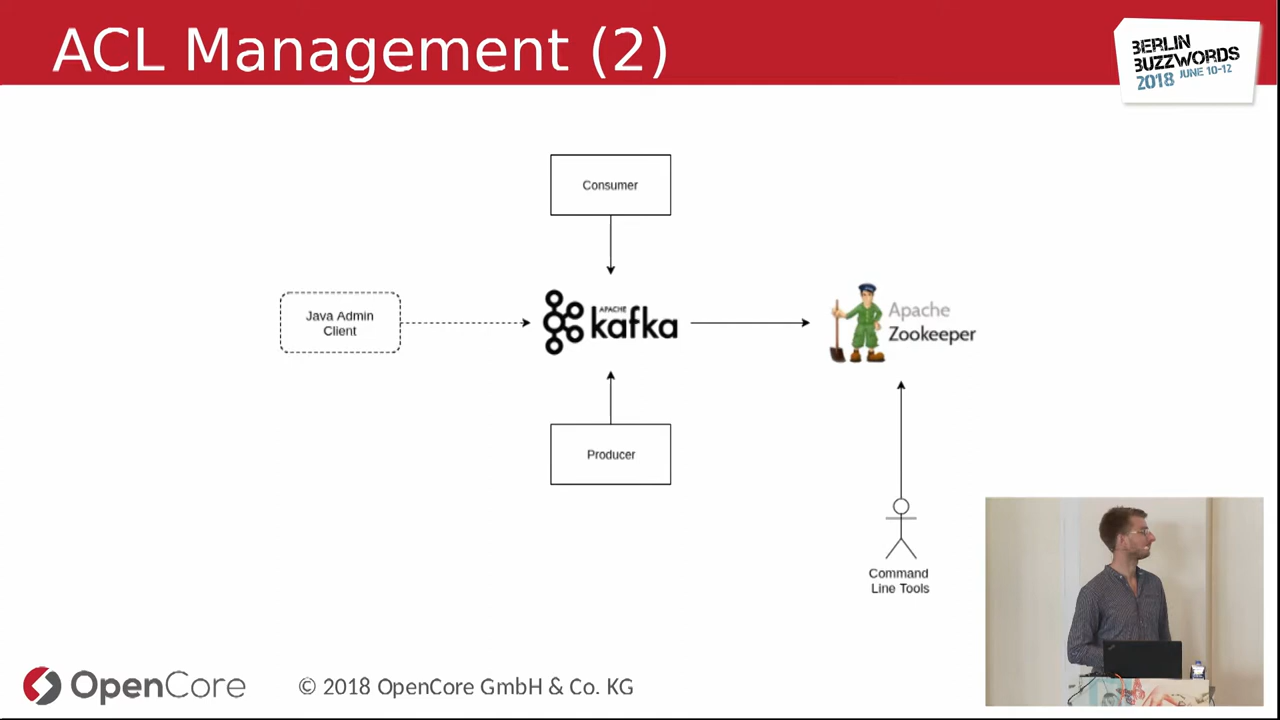 ACL Management (2)
BERLIN
BUZZWORDS
2018 JUNE 10-12
Consumer
Java Admin
Client
APACHE
kafka
Apache
Zookeeper
Producer
Command
Line Tools
OpenCore
© 2018 OpenCore GmbH & Co. KG